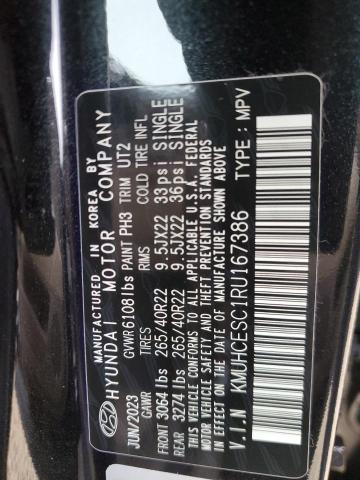 MANUFACTURED IN KOREA BY
HYUNDAI MOTOR COMPANY
JUN/2023 GVWR 6108 lbs PAINT PH3 TRIM UT2
GAWR TIRES RIMS COLD TIRE INFL
3064 lbs 265/40R22 9.5JX22 33psi SINGLE
REAR 3274 lbs 265/40R22 9.5JX22 36psi SINGLE
THIS VEHICLE CONFORMS TO ALL APPLICABLE U.S. FEDERAL
MOTOR VEHICLE SAFETY AND THEFT PREVENTION STANDARDS
IN EFFECT ON THE DATE OF MANUFACTURE SHOWN ABOVE
V.I.N KMUHCESC1RU167386 TYPE : MPV